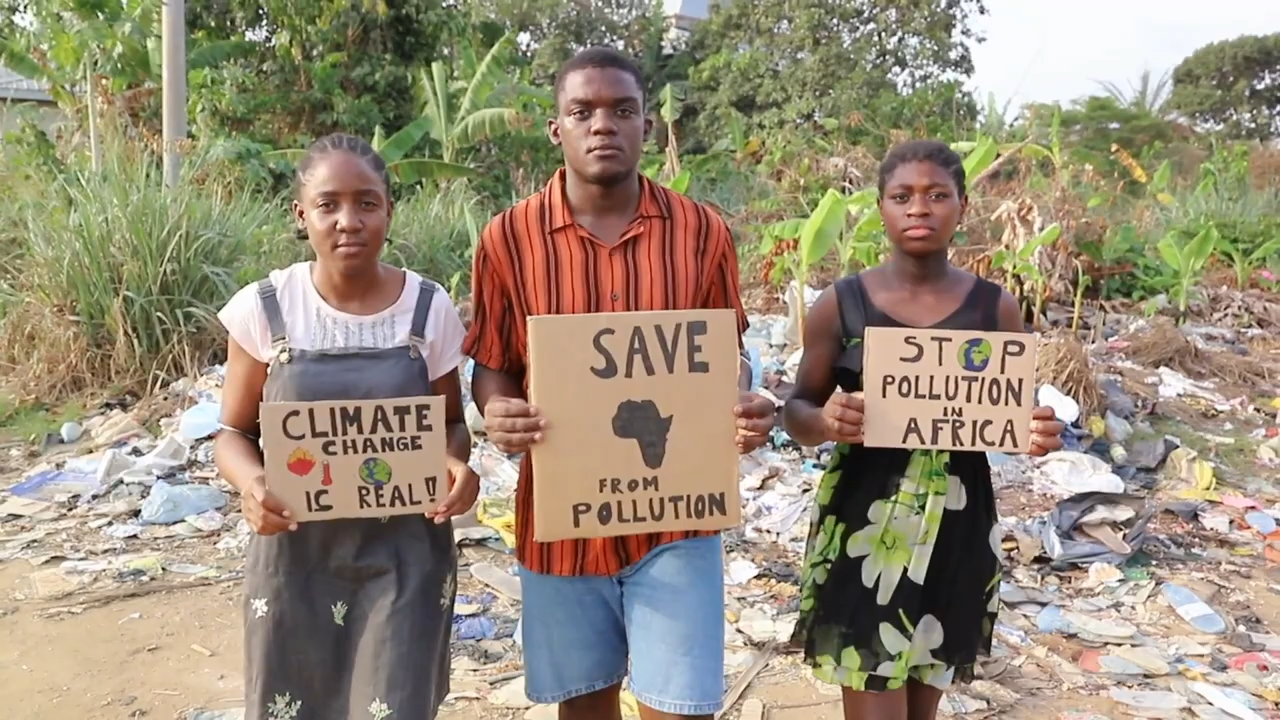 CLIMATE
CHANGE
IS REAL!
SAVE
FROM
POLLUTION
STOP
POLLUTION
IN
AFRICA